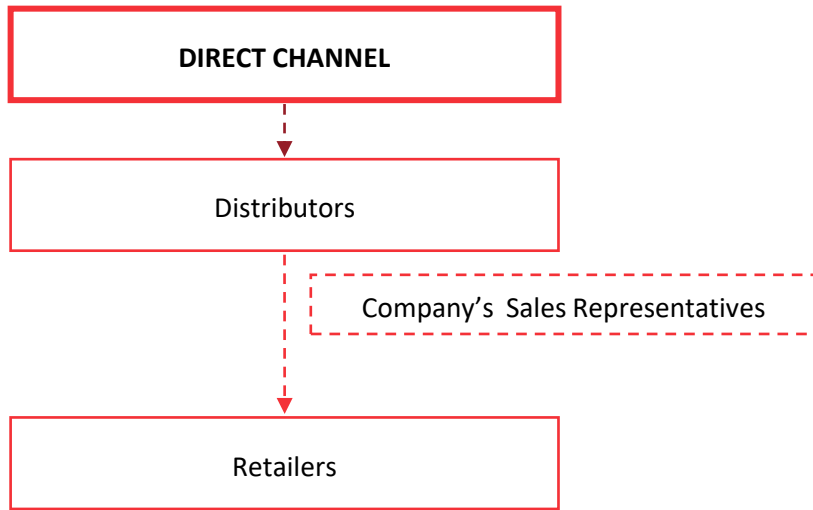 DIRECT CHANNEL
Distributors
Company’s  Sales Representatives
Retailers